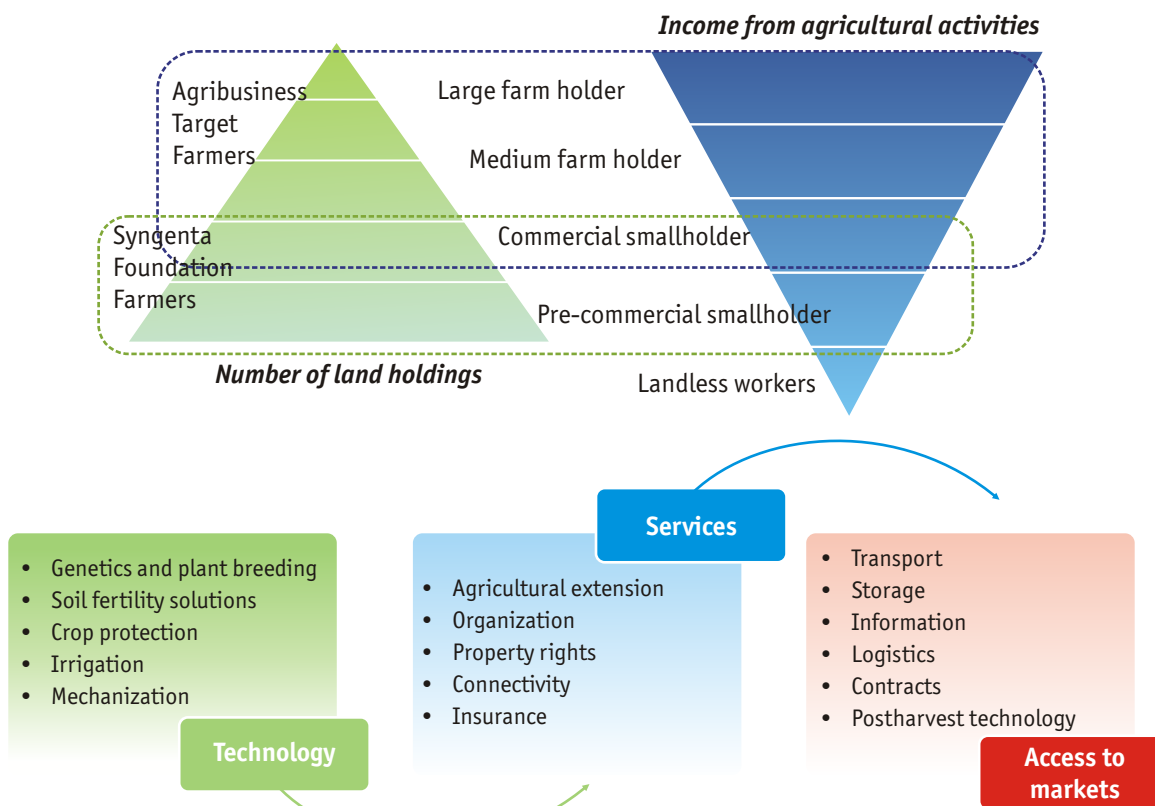 Income from agricultural activities
Agribusiness
Target
Farmers
Large farm holder
Medium farm holder
Syngenta
Foundation
Farmers
Commercial smallholder
Pre-commercial smallholder
Number of land holdings
Landless workers
• Genetics and plant breeding
• Soil fertility solutions
• Crop protection
• Irrigation
• Mechanization
Technology
Services
• Agricultural extension
• Organization
• Property rights
• Connectivity
• Insurance
• Transport
• Storage
• Information
• Logistics
• Contracts
• Postharvest technology
Access to
markets